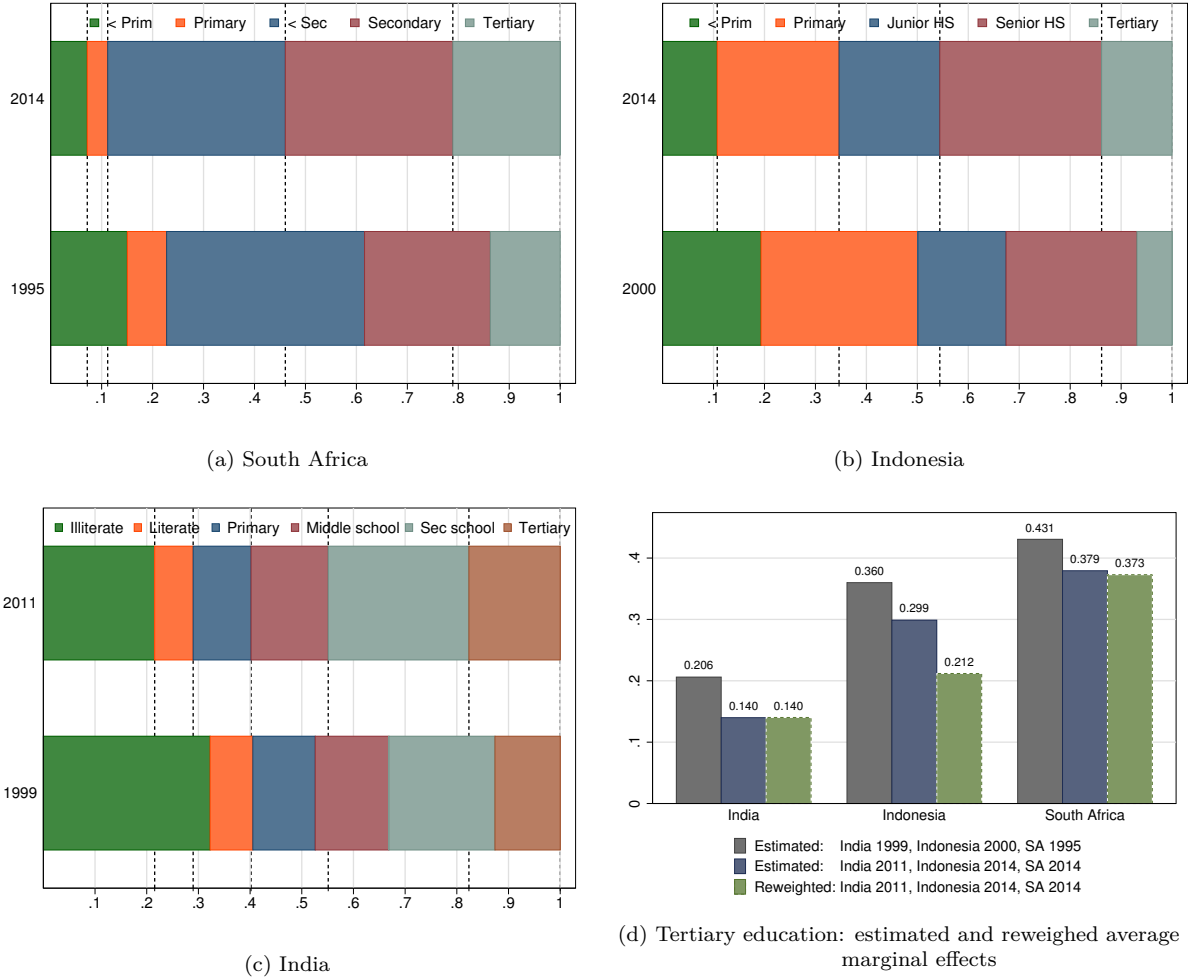 < Prim Primary < Sec Secondary Tertiary
2014
1995
.1 .2 .3 .4 .5 .6 .7 .8 .9 1
(a) South Africa
< Prim Primary Junior HS Senior HS Tertiary
2014
2000
.1 .2 .3 .4 .5 .6 .7 .8 .9 1
(b) Indonesia
Illiterate Literate Primary Middle school Sec school Tertiary
2011
1999
.1 .2 .3 .4 .5 .6 .7 .8 .9 1
(c) India
.4
.3
.2
.1
0
0.206 0.140 0.140
0.360 0.299 0.212
0.431 0.379 0.373
India Indonesia South Africa
Estimated: India 1999, Indonesia 2000, SA 1995
Estimated: India 2011, Indonesia 2014, SA 2014
Reweighted: India 2011, Indonesia 2014, SA 2014
(d) Tertiary education: estimated and reweighed average
marginal effects